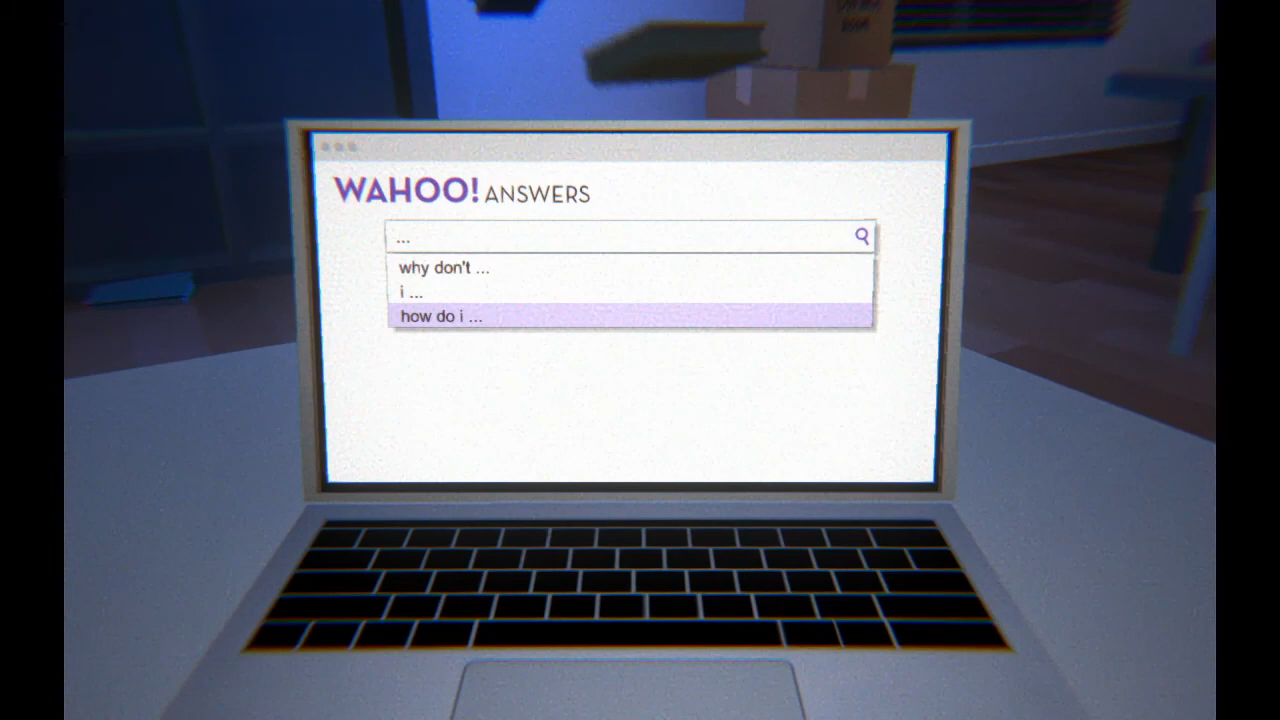 WAHOO! ANSWERS
...
why don't ...
i ...
how do i ...